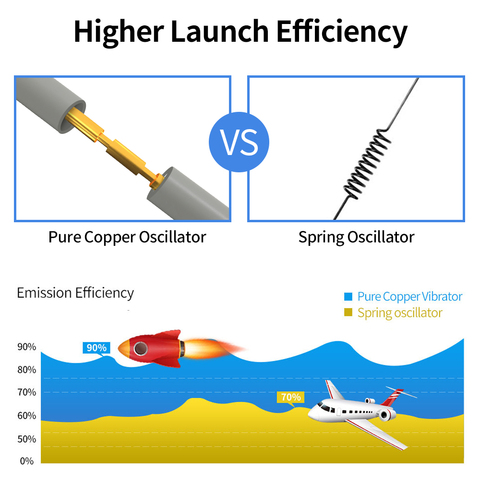 Higher Launch Efficiency
VS
Pure Copper Oscillator
Spring Oscillator
Emission Efficiency
Pure Copper Vibrator
Spring oscillator
90%
90%
80%
70%
70%
60%
50%
0%